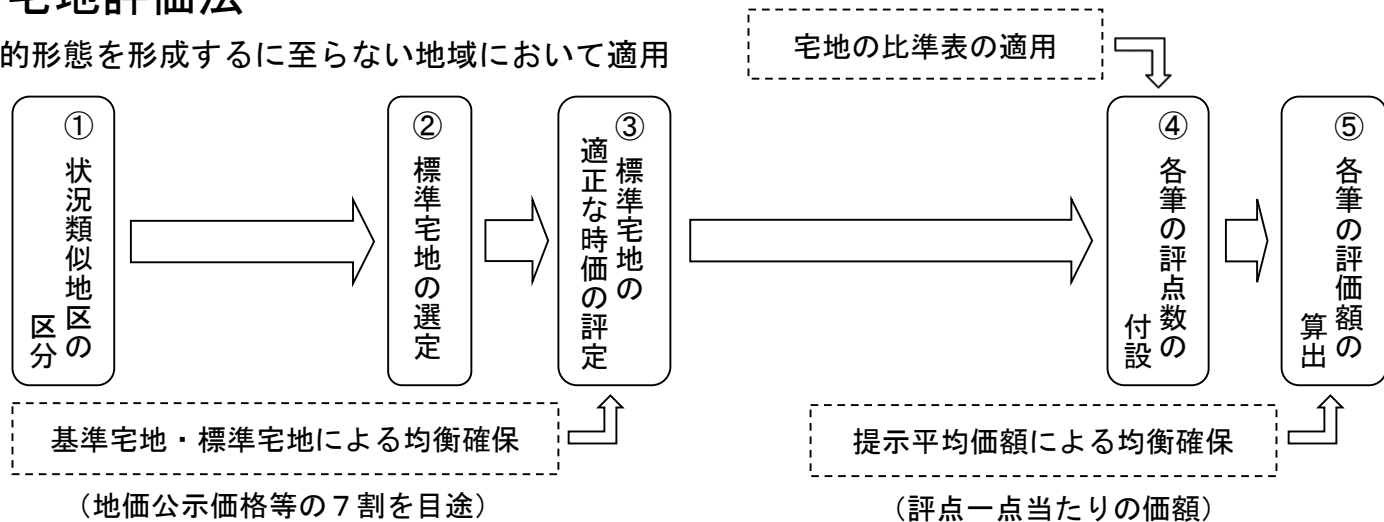 宅地評価法
的形態を形成するに至らない地域において適用
宅地の比準表の適用
①
状況類似地区の
区分
②
標準宅地の選定
③
標準宅地の
適正な時価の評定
④
各筆の評点数の
付設
⑤
各筆の評価額の
算出
基準宅地・標準宅地による均衡確保
（地価公示価格等の７割を目途）
提示平均価額による均衡確保
（評点一点当たりの価額）